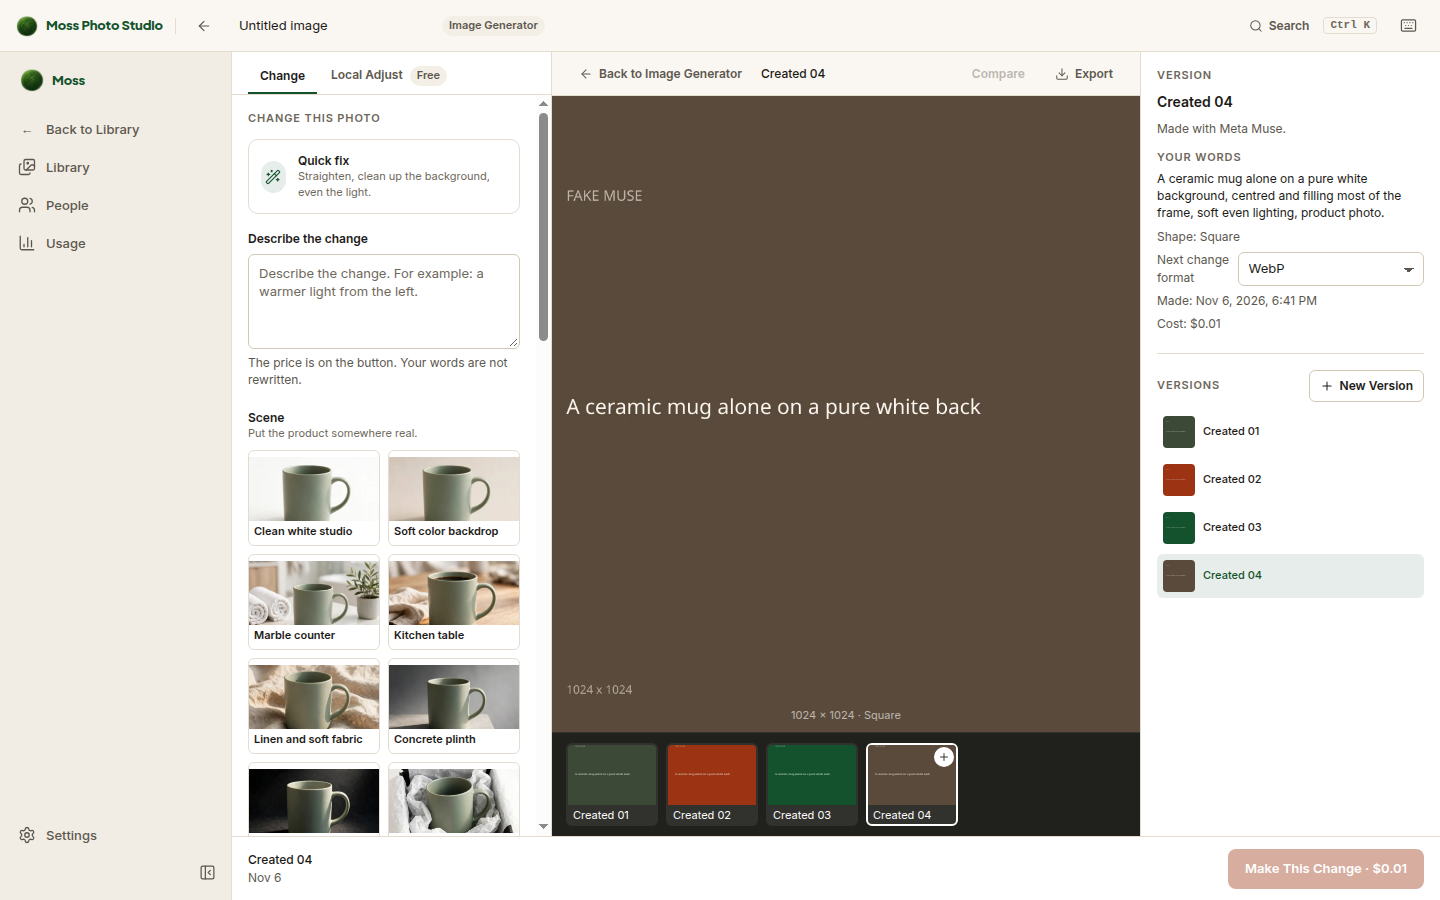 Moss Photo Studio
Untitled image
Image Generator
Search
Ctrl K
Moss
Back to Library
Library
People
Usage
Settings
Change
Local Adjust
Free
CHANGE THIS PHOTO
Quick fix
Straighten, clean up the background,
even the light.
Describe the change
Describe the change. For example: a
warmer light from the left.
The price is on the button. Your words are not
rewritten.
Scene
Put the product somewhere real.
Clean white studio
Soft color backdrop
Marble counter
Kitchen table
Linen and soft fabric
Concrete plinth
Back to Image Generator
Created 04
Compare
Export
FAKE MUSE
A ceramic mug alone on a pure white back
1024 x 1024
1024 × 1024 · Square
Created 01
Created 02
Created 03
Created 04
VERSION
Created 04
Made with Meta Muse.
YOUR WORDS
A ceramic mug alone on a pure white
background, centred and filling most of the
frame, soft even lighting, product photo.
Shape: Square
Next change
format
WebP
Made: Nov 6, 2026, 6:41 PM
Cost: $0.01
VERSIONS
New Version
Created 01
Created 02
Created 03
Created 04
Created 04
Nov 6
Make This Change · $0.01